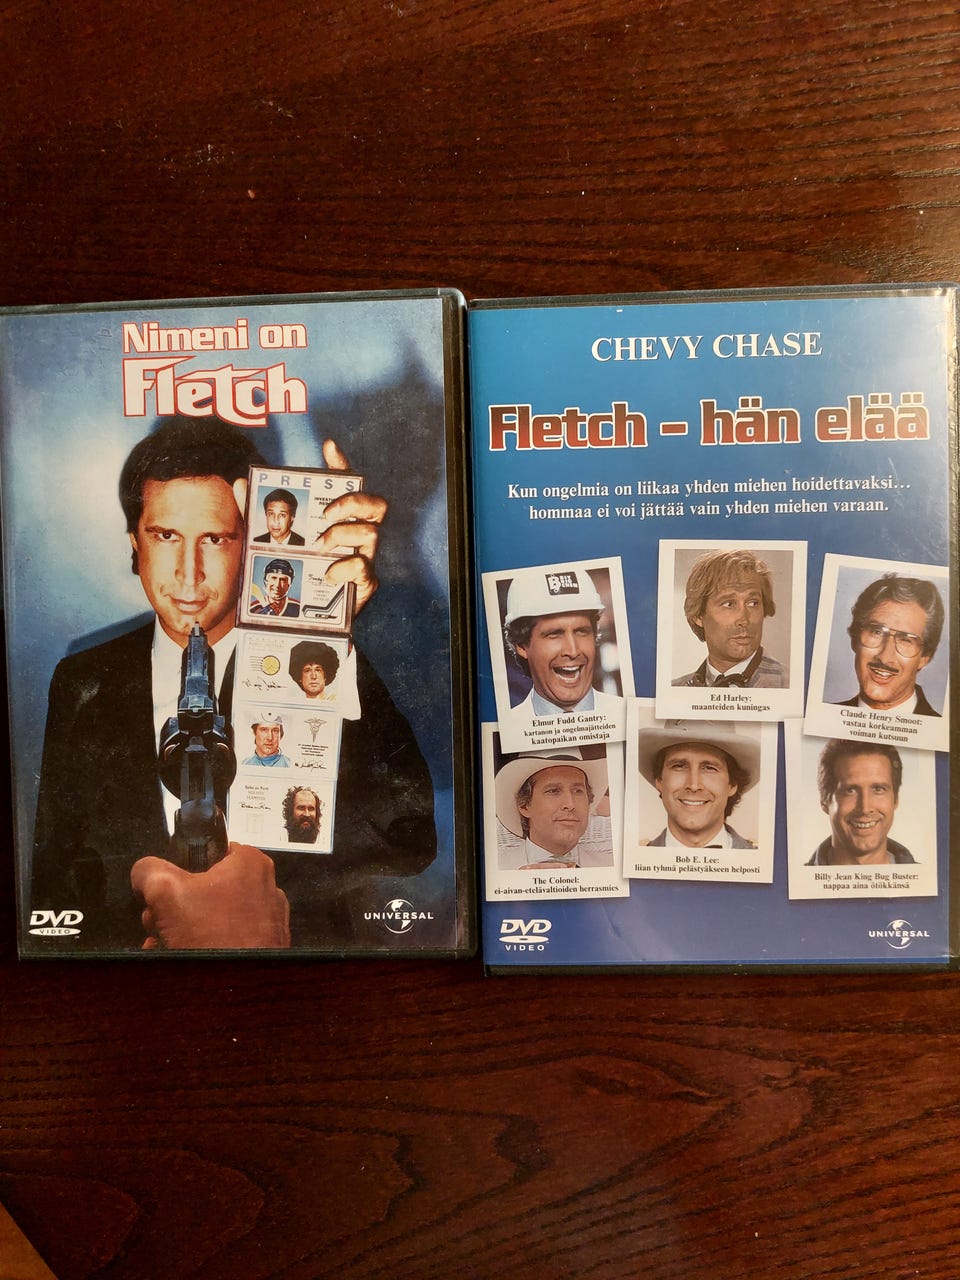 Nimeni on
Fletch
PRESS
DVD
VIDEO
UNIVERSAL
CHEVY CHASE
Fletch – hän elää
Kun ongelmia on liikaa yhden miehen hoidettavaksi...
hommaa ei voi jättää vain yhden miehen varaan.
Elmur Fudd Gantry:
kartanon ja ongelmajätteiden
kaatopaikan omistaja
Ed Harley:
maanteiden kuningas
Claude Henry Smoot:
vastaa korkeamman
voiman kutsuun
The Colonel:
ei-aivan-etelävaltioiden herrasmies
Bob E. Lee:
liian tyhmä pelästyäkseen helposti
Billy Jean King Bug Buster:
nappaa aina ötökkänsä
DVD
VIDEO
UNIVERSAL